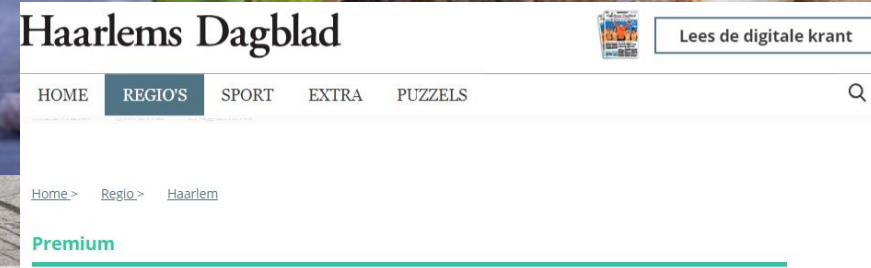 Haarlems Dagblad
Lees de digitale krant
HOME REGIO'S SPORT EXTRA PUZZELS
Home > Regio > Haarlem
Premium